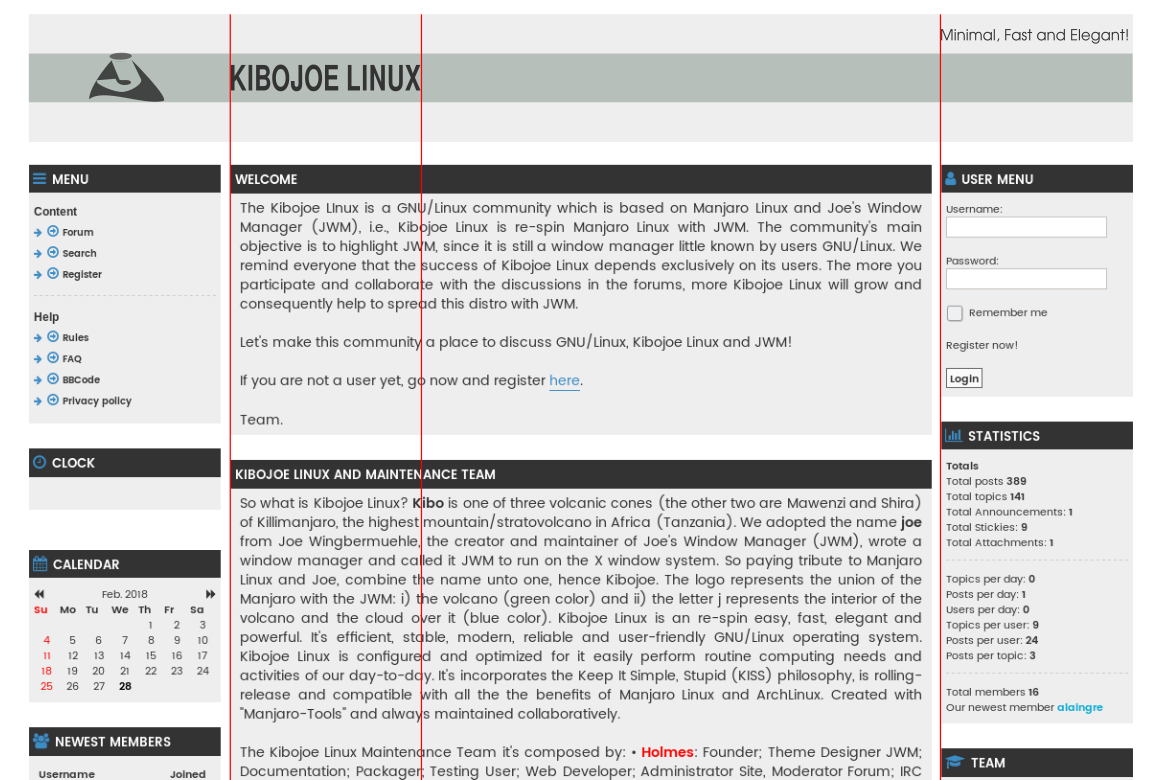 Minimal, Fast and Elegant!
KIBOJOE LINUX
MENU
Content
Forum
Search
Register
Help
Rules
FAQ
BBCode
Privacy policy
CLOCK
CALENDAR
Feb. 2018
Su Mo Tu We Th Fr Sa
1 2 3
4 5 6 7 8 9 10
11 12 13 14 15 16 17
18 19 20 21 22 23 24
25 26 27 28
NEWEST MEMBERS
Username Joined
WELCOME
The Kibojoe LInux is a GNU/Linux community which is based on Manjaro Linux and Joe's Window
Manager (JWM), i.e., Kibojoe Linux is re-spin Manjaro Linux with JWM. The community's main
objective is to highlight JWM, since it is still a window manager little known by users GNU/Linux. We
remind everyone that the success of Kibojoe Linux depends exclusively on its users. The more you
participate and collaborate with the discussions in the forums, more Kibojoe Linux will grow and
consequently help to spread this distro with JWM.
Let's make this community a place to discuss GNU/Linux, Kibojoe Linux and JWM!
If you are not a user yet, go now and register here.
Team.
KIBOJOE LINUX AND MAINTENANCE TEAM
So what is Kibojoe Linux? Kibo is one of three volcanic cones (the other two are Mawenzi and Shira)
of Killimanjaro, the highest mountain/stratovolcano in Africa (Tanzania). We adopted the name joe
from Joe Wingbermuehle, the creator and maintainer of Joe's Window Manager (JWM), wrote a
window manager and called it JWM to run on the X window system. So paying tribute to Manjaro
Linux and Joe, combine the name unto one, hence Kibojoe. The logo represents the union of the
Manjaro with the JWM: i) the volcano (green color) and ii) the letter j represents the interior of the
volcano and the cloud over it (blue color). Kibojoe Linux is an re-spin easy, fast, elegant and
powerful. It's efficient, stable, modern, reliable and user-friendly GNU/Linux operating system.
Kibojoe Linux is configured and optimized for it easily perform routine computing needs and
activities of our day-to-day. It's incorporates the Keep It Simple, Stupid (KISS) philosophy, is rolling-
release and compatible with all the the benefits of Manjaro Linux and ArchLinux. Created with
"Manjaro-Tools" and always maintained collaboratively.
The Kibojoe Linux Maintenance Team it's composed by: • Holmes: Founder; Theme Designer JWM;
Documentation; Packager; Testing User; Web Developer; Administrator Site, Moderator Forum; IRC
USER MENU
Username:
Password:
Remember me
Register now!
Login
STATISTICS
Totals
Total posts 389
Total topics 141
Total Announcements: 1
Total Stickies: 9
Total Attachments: 1
Topics per day: 0
Posts per day: 1
Users per day: 0
Topics per user: 9
Posts per user: 24
Posts per topic: 3
Total members 16
Our newest member alaingre
TEAM